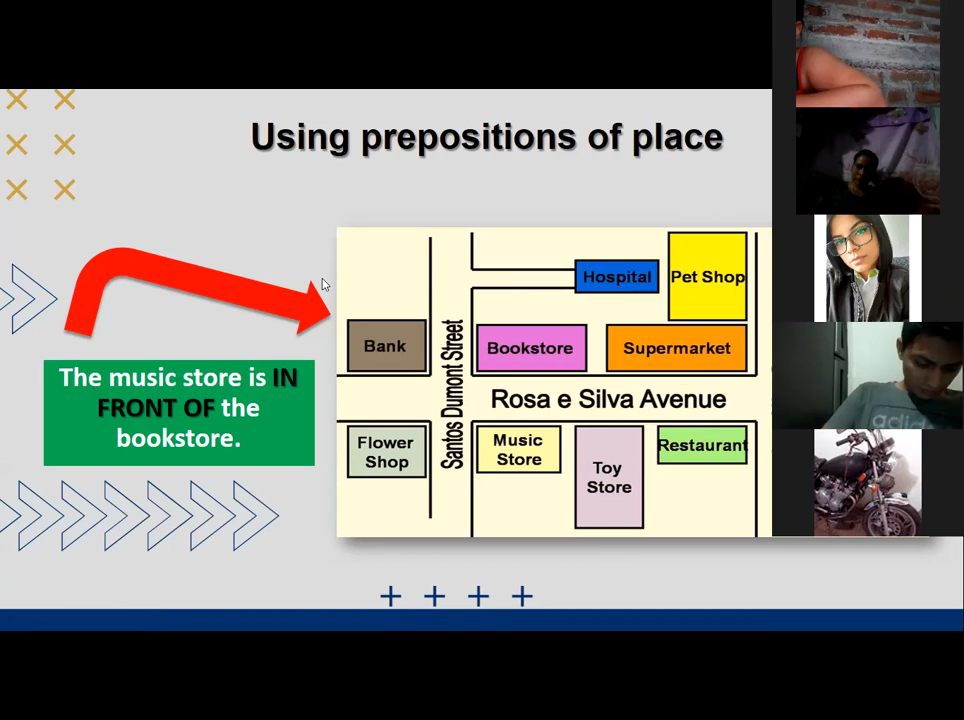 Using prepositions of place
The music store is IN
FRONT OF the
bookstore.
Hospital
Pet Shop
Bank
Bookstore
Supermarket
Santos Dumont Street
Rosa e Silva Avenue
Flower
Shop
Music
Store
Toy
Store
Restaurant
adidas